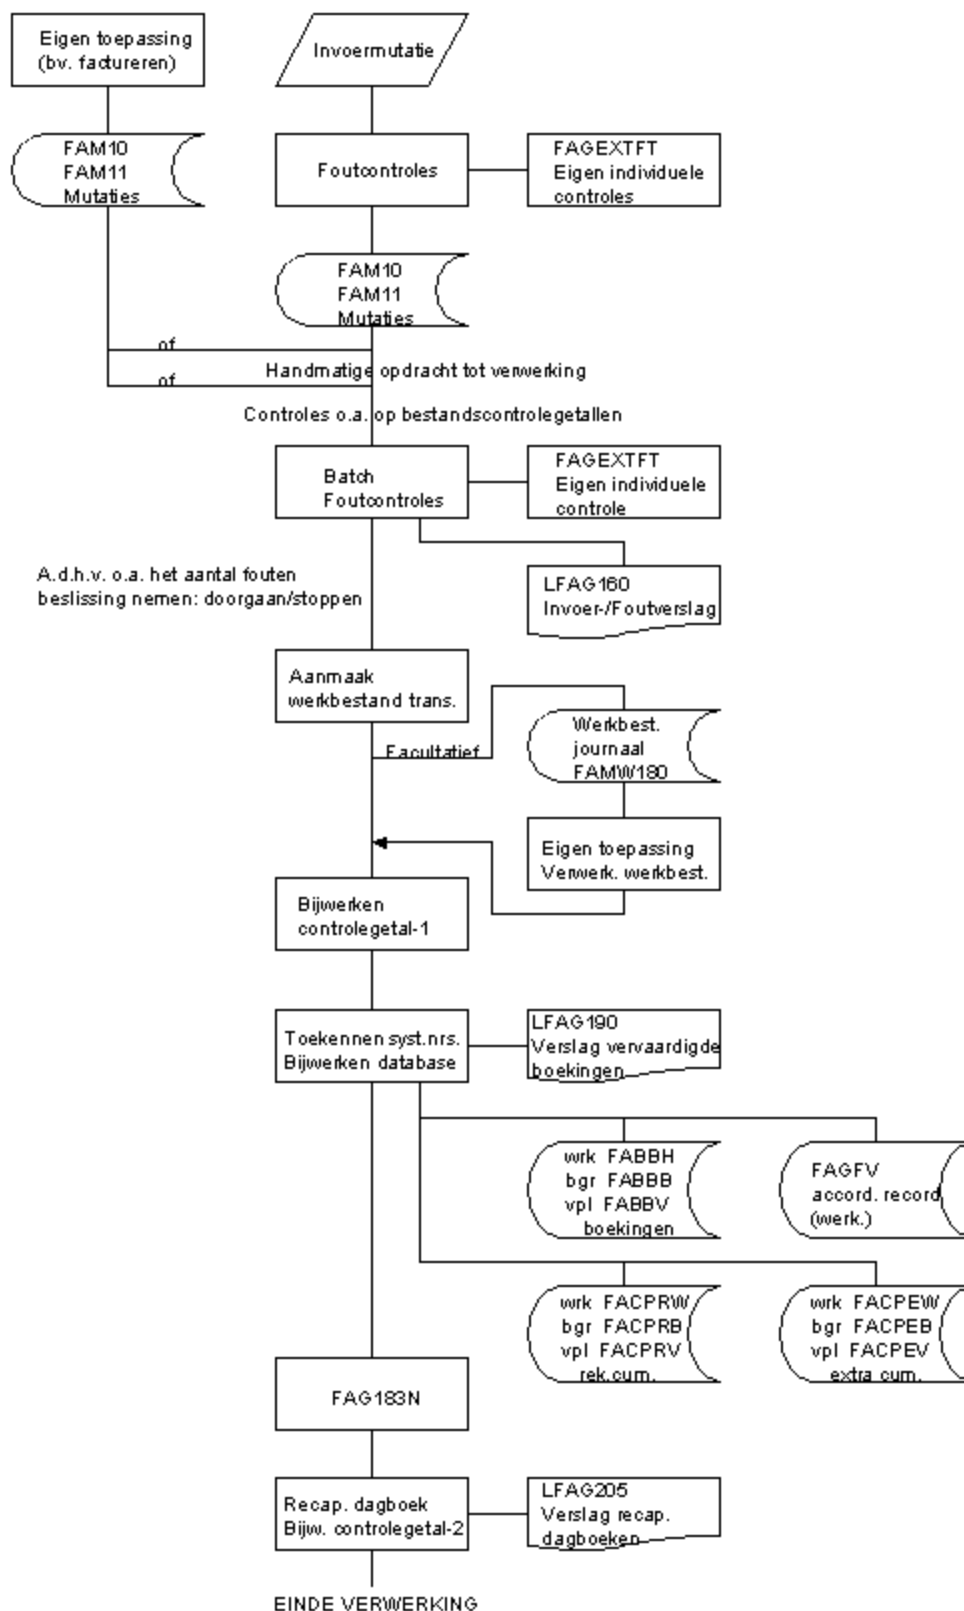 Eigen toepassing
(bv. factureren)
Invoermutatie
FAM10
FAM11
Mutaties
Foutcontroles
FAGEXTFT
Eigen individuele
controles
FAM10
FAM11
Mutaties
of
Handmatige opdracht tot verwerking
of
Controles o.a. op bestandscontrolegetallen
Batch
Foutcontroles
FAGEXTFT
Eigen individuele
controle
A.d.h.v. o.a. het aantal fouten
beslissing nemen: doorgaan/stoppen
LFAG160
Invoer-/Foutverslag
Aanmaak
werkbestand trans.
Facultatief
Werkbest.
journaal
FAMW180
Eigen toepassing
Verwerk. werkbest.
Bijwerken
controlegetal-1
Toekennen syst.nrs.
Bijwerken database
LFAG190
Verslag vervaardigde
boekingen
wrk FABBH
bgr FABBB
vpl FABBV
boekingen
FAGFV
accord. record
(werk.)
wrk FACPRW
bgr FACPRB
vpl FACPRV
rek.cum.
wrk FACPEW
bgr FACPEB
vpl FACPEV
extra cum.
FAG183N
Recap. dagboek
Bijw. controlegetal-2
LFAG205
Verslag recap.
dagboeken
EINDE VERWERKING